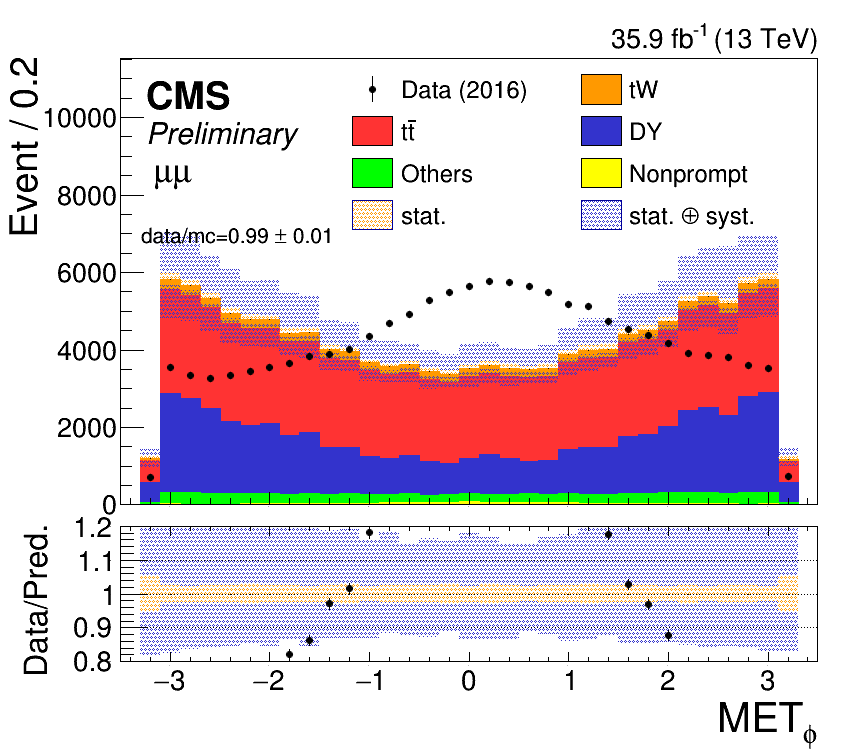 35.9 fb⁻¹ (13 TeV)
Event / 0.2
CMS
Preliminary
μμ
data/mc=0.99 ± 0.01
Data (2016)
tW
tt̄
DY
Others
Nonprompt
stat.
stat. ⊕ syst.
10000
8000
6000
4000
2000
0
Data/Pred.
1.2
1.1
1
0.9
0.8
−3 −2 −1 0 1 2 3
MET_ϕ